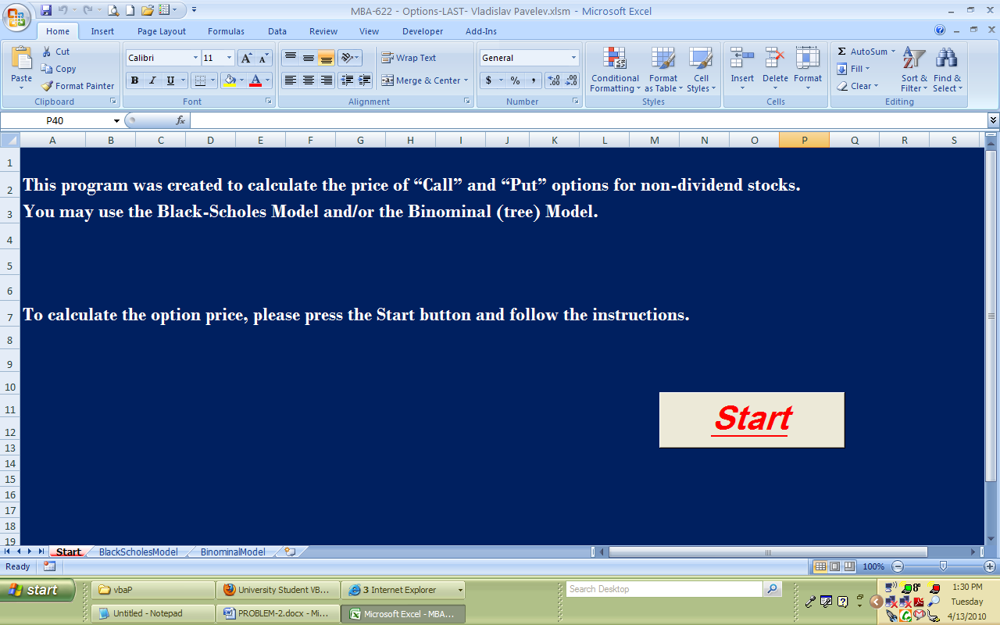 MBA-622 - Options-LAST- Vladislav Pavelev.xlsm - Microsoft Excel
Home Insert Page Layout Formulas Data Review View Developer Add-Ins
Paste
Cut
Copy
Format Painter
Clipboard
Calibri 11
B I U
Font
Wrap Text
Merge & Center
Alignment
General
$ % ,
Number
Conditional Formatting
Format as Table
Cell Styles
Styles
Insert Delete Format
Cells
Σ AutoSum
Fill
Clear
Sort & Filter
Find & Select
Editing
P40
fx
A B C D E F G H I J K L M N O P Q R S
1
2 This program was created to calculate the price of “Call” and “Put” options for non-dividend stocks.
3 You may use the Black-Scholes Model and/or the Binominal (tree) Model.
4
5
6
7 To calculate the option price, please press the Start button and follow the instructions.
8
9
10
11
Start
12
13
14
15
16
17
18
19
Start BlackScholesModel BinominalModel
Ready
100%
start
vbaP
University Student VB...
3 Internet Explorer
Search Desktop
8°
1:30 PM
Untitled - Notepad
PROBLEM-2.docx - Mi...
Microsoft Excel - MBA...
Tuesday
4/13/2010